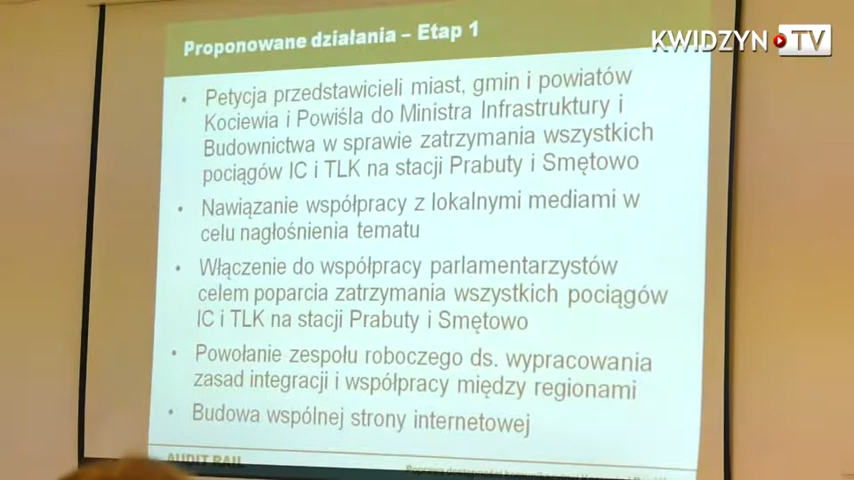 Proponowane działania – Etap 1
KWIDZYN TV
• Petycja przedstawicieli miast, gmin i powiatów
Kociewia i Powiśla do Ministra Infrastruktury i
Budownictwa w sprawie zatrzymania wszystkich
pociągów IC i TLK na stacji Prabuty i Smętowo
• Nawiązanie współpracy z lokalnymi mediami w
celu nagłośnienia tematu
• Włączenie do współpracy parlamentarzystów
celem poparcia zatrzymania wszystkich pociągów
IC i TLK na stacji Prabuty i Smętowo
• Powołanie zespołu roboczego ds. wypracowania
zasad integracji i współpracy między regionami
• Budowa wspólnej strony internetowej
AUDIT RAIL